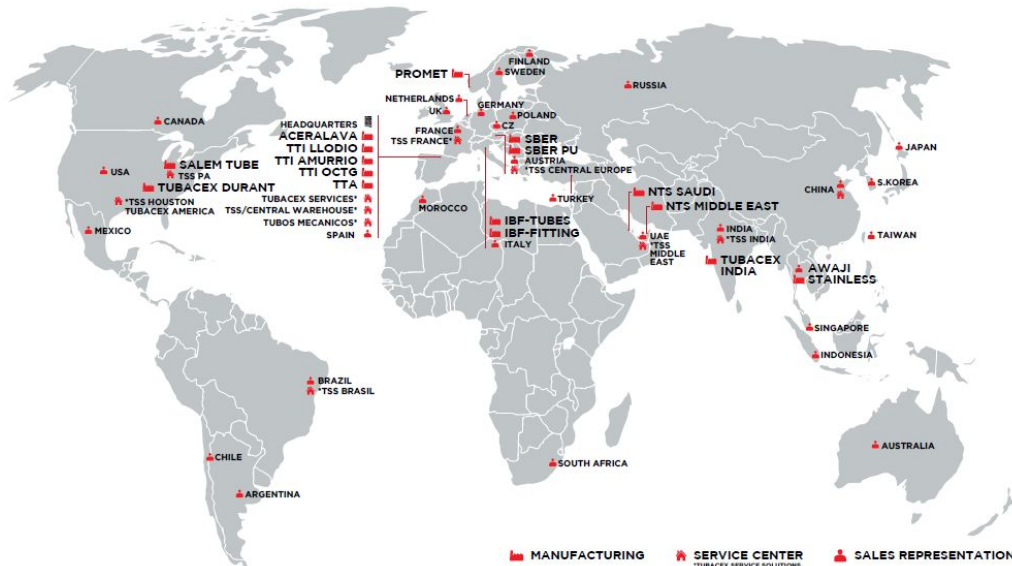 FINLAND
SWEDEN
PROMET
RUSSIA
NETHERLANDS
GERMANY
UK
POLAND
CANADA
HEADQUARTERS
CZ
ACERALAVA
FRANCE
TSS FRANCE*
SBER
TTI LLODIO
SBER PU
JAPAN
SALEM TUBE
TTI AMURRIO
AUSTRIA
USA
TSS PA
TTI OCTG
*TSS CENTRAL EUROPE
S.KOREA
TUBACEX DURANT
TTA
NTS SAUDI
CHINA
*TSS HOUSTON
TUBACEX AMERICA
TUBACEX SERVICES*
TURKEY
NTS MIDDLE EAST
MOROCCO
TSS/CENTRAL WAREHOUSE*
TUBOS MECANICOS*
MEXICO
SPAIN
IBF-TUBES
IBF-FITTING
ITALY
UAE
*TSS
MIDDLE
EAST
INDIA
*TSS INDIA
TAIWAN
TUBACEX
INDIA
AWAJI
STAINLESS
SINGAPORE
INDONESIA
BRAZIL
*TSS BRASIL
AUSTRALIA
CHILE
SOUTH AFRICA
ARGENTINA
MANUFACTURING
SERVICE CENTER
*TUBACEX SERVICE SOLUTIONS
SALES REPRESENTATION